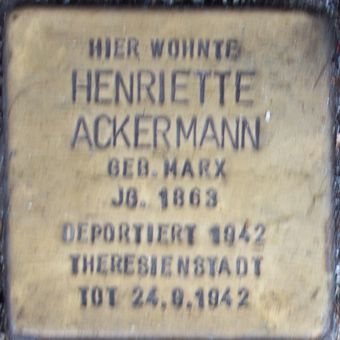 HIER WOHNTE
HENRIETTE
ACKERMANN
GEB. MARX
JG. 1863
DEPORTIERT 1942
THERESIENSTADT
TOT 24.9.1942